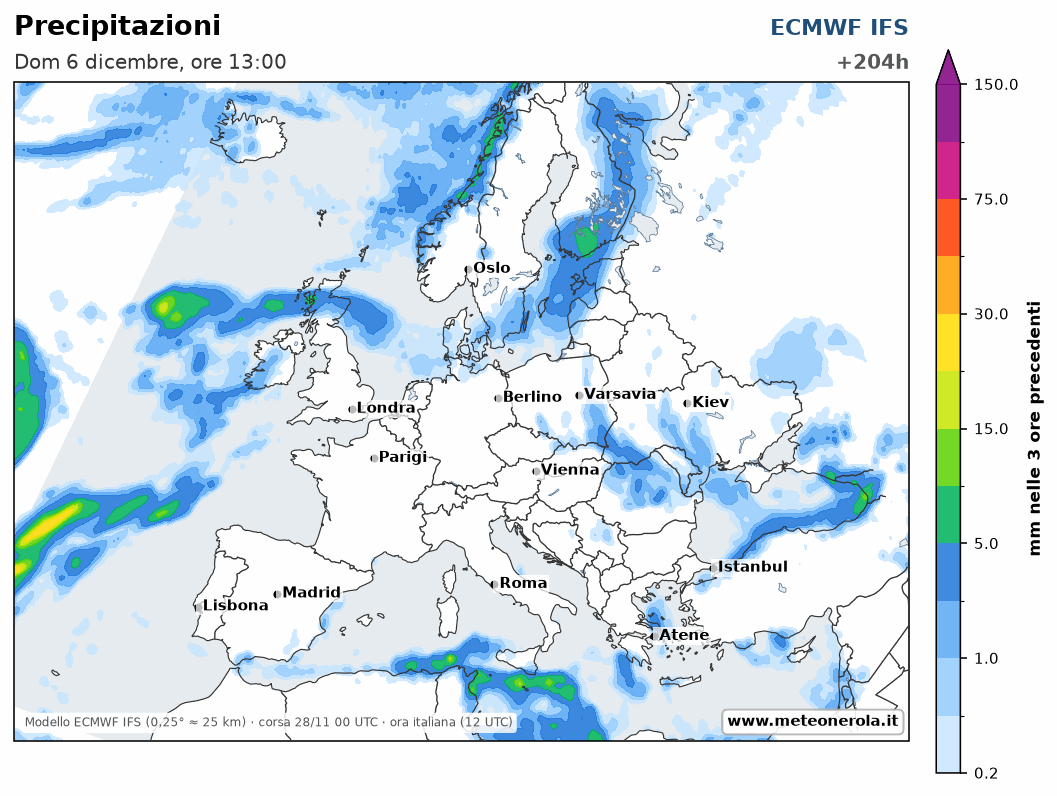 Precipitazioni
ECMWF IFS
Dom 6 dicembre, ore 13:00
+204h
150.0
75.0
30.0
15.0
5.0
1.0
0.2
mm nelle 3 ore precedenti
Oslo
Berlino
Varsavia
Kiev
Londra
Parigi
Vienna
Istanbul
Roma
Madrid
Lisbona
Atene
Modello ECMWF IFS (0,25° ≈ 25 km) · corsa 28/11 00 UTC · ora italiana (12 UTC)
www.meteonerola.it